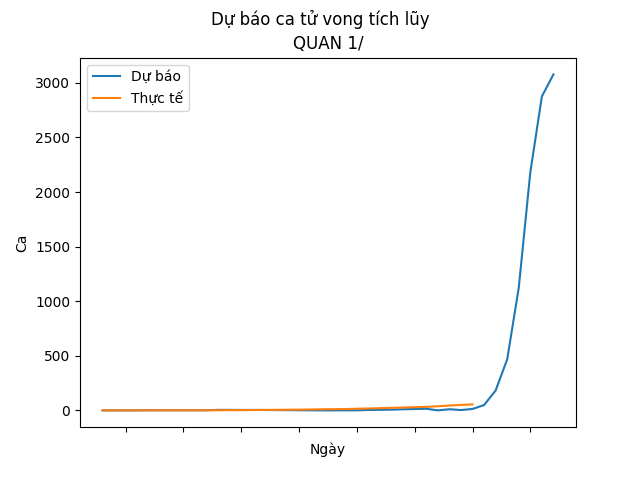 Dự báo ca tử vong tích lũy
QUAN 1/
Dự báo
Thực tế
3000
2500
2000
1500
1000
500
0
Ca
Ngày